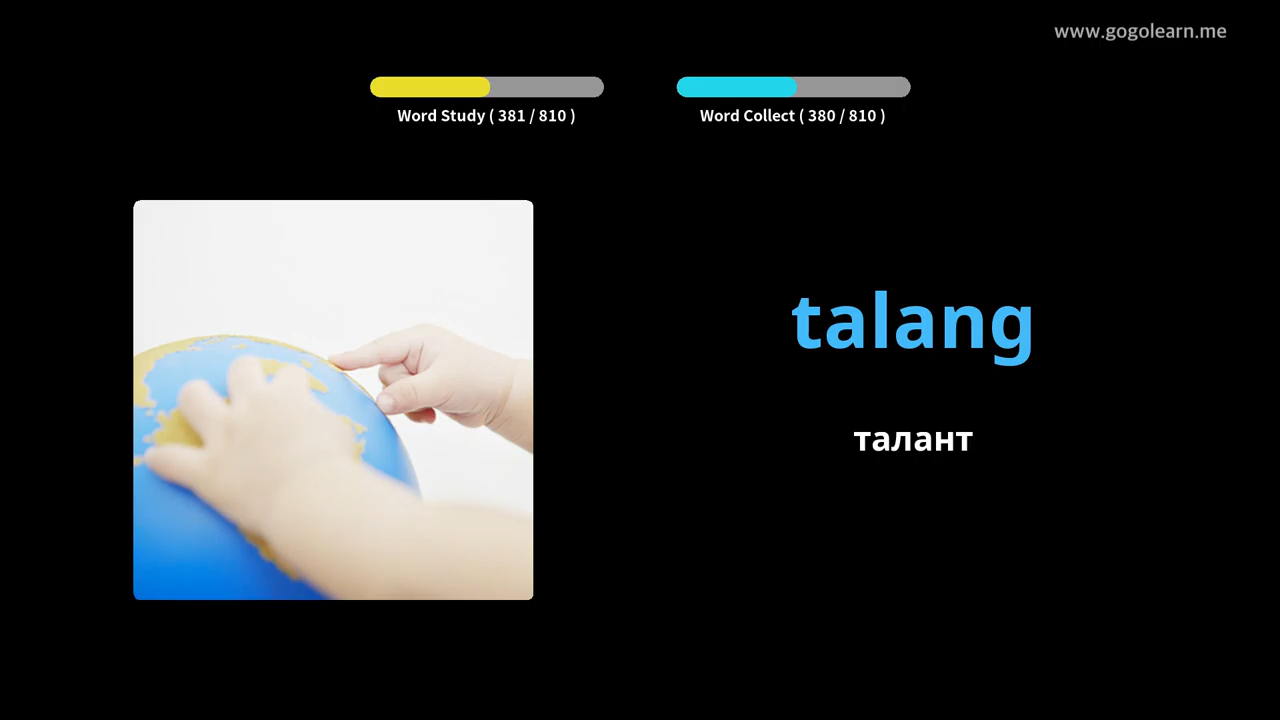 www.gogolearn.me
Word Study ( 381 / 810 )
Word Collect ( 380 / 810 )
talang
талант